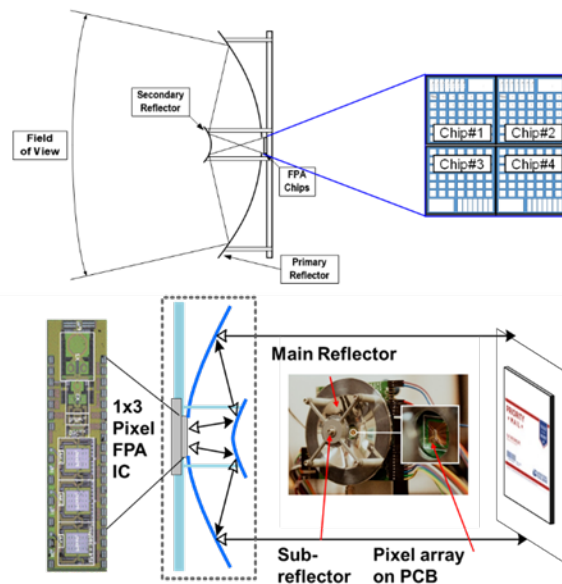 Secondary
Reflector
Field
of View
FPA
Chips
Primary
Reflector
Chip#1
Chip#2
Chip#3
Chip#4
1x3
Pixel
FPA
IC
Main Reflector
Sub-
reflector
Pixel array
on PCB
PRIORITY
MAIL